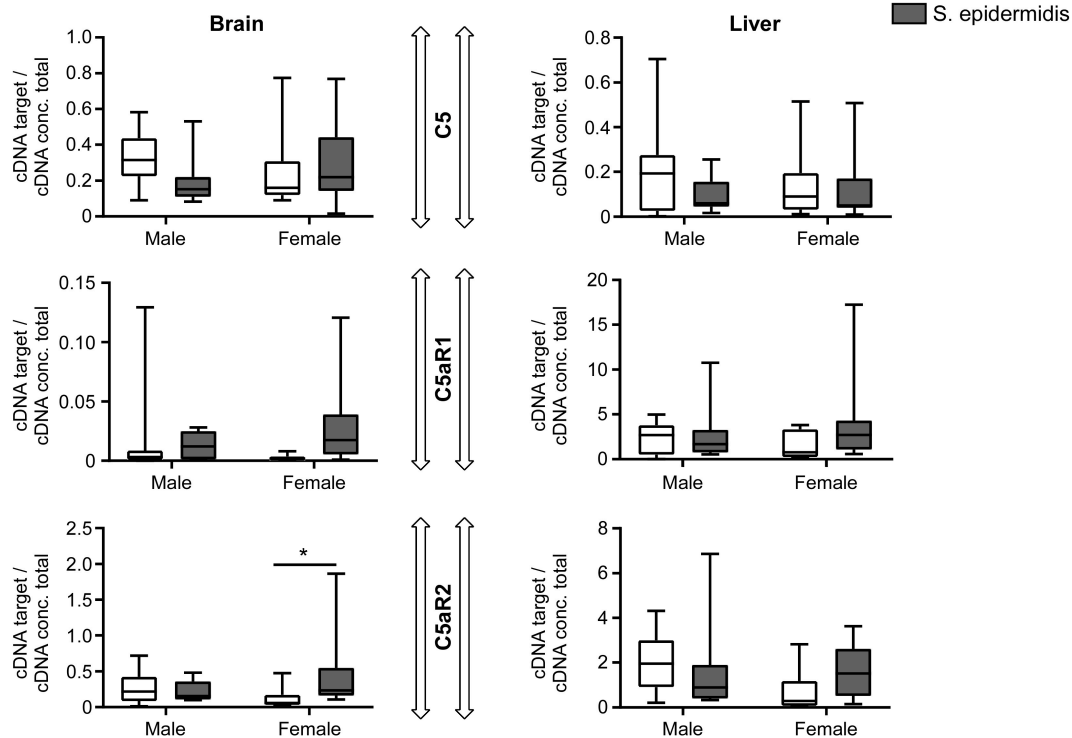 Brain
Liver
S. epidermidis
cDNA target /
cDNA conc. total
1.0
0.8
0.6
0.4
0.2
0
Male
Female
C5
cDNA target /
cDNA conc. total
0.8
0.6
0.4
0.2
0
Male
Female
cDNA target /
cDNA conc. total
0.15
0.10
0.05
0
Male
Female
C5aR1
cDNA target /
cDNA conc. total
20
15
10
5
0
Male
Female
cDNA target /
cDNA conc. total
2.5
2.0
1.5
1.0
0.5
0
*
Male
Female
C5aR2
cDNA target /
cDNA conc. total
8
6
4
2
0
Male
Female